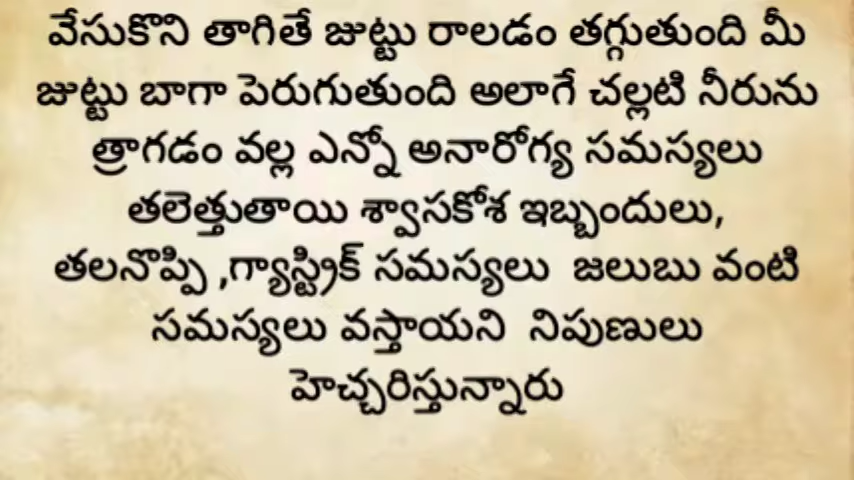 వేసుకొని తాగితే జుట్టు రాలడం తగ్గుతుంది మీ
జుట్టు బాగా పెరుగుతుంది అలాగే చల్లటి నీరును
త్రాగడం వల్ల ఎన్నో అనారోగ్య సమస్యలు
తలెత్తుతాయి శ్వాసకోశ ఇబ్బందులు,
తలనొప్పి ,గ్యాస్ట్రిక్ సమస్యలు  జలుబు వంటి
సమస్యలు వస్తాయని  నిపుణులు
హెచ్చరిస్తున్నారు